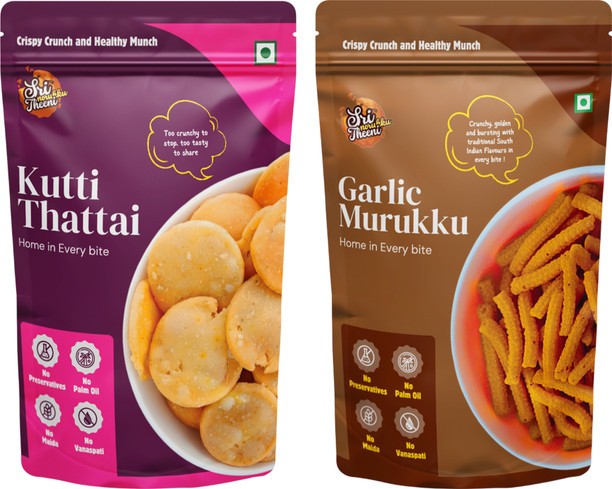 Crispy Crunch and Healthy Munch
Sri
norukku
Theeni
Too crunchy to
stop, too tasty
to share
Kutti
Thattai
Home in Every bite
No
Preservatives
No
Palm Oil
No
Maida
No
Vanaspati
Crispy Crunch and Healthy Munch
Sri
norukku
Theeni
Crunchy, golden
and bursting with
traditional South
Indian Flavours in
every bite !
Garlic
Murukku
Home in Every bite
No
Preservatives
No
Palm Oil
No
Maida
No
Vanaspati